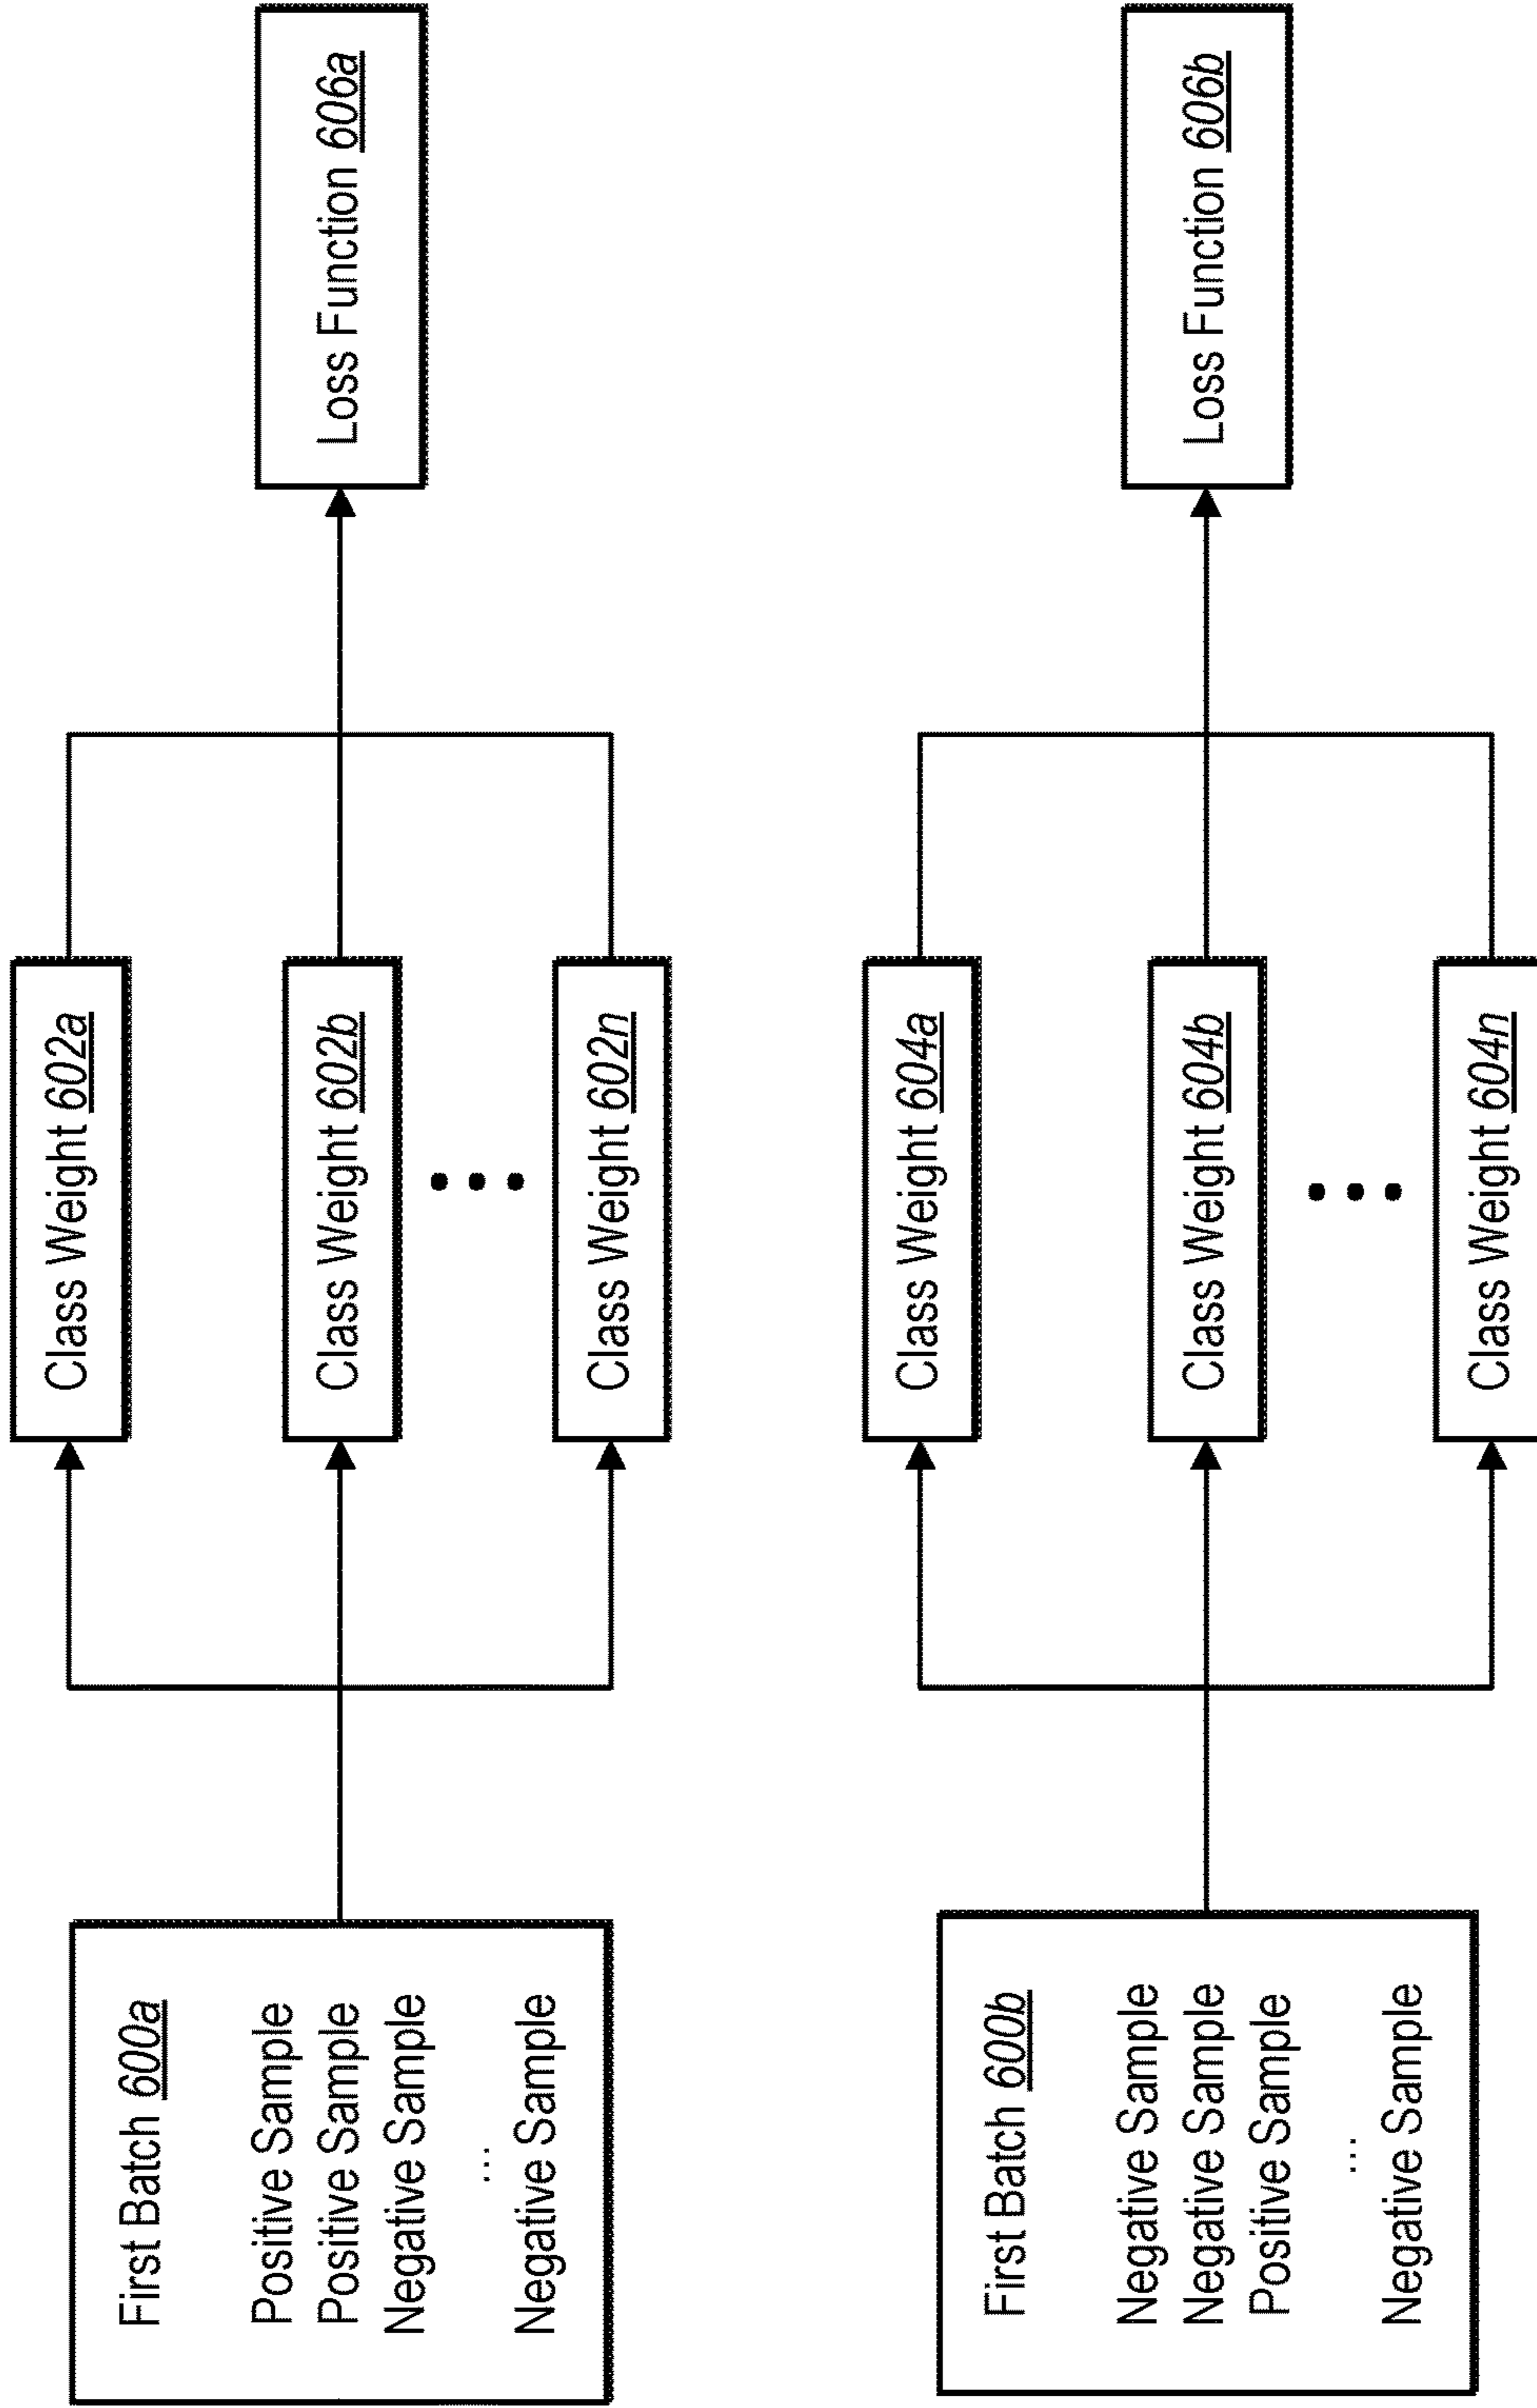 First Batch 600a
Positive Sample
Positive Sample
Negative Sample
...
Negative Sample
Class Weight 602a
Class Weight 602b
Class Weight 602n
Loss Function 606a
First Batch 600b
Negative Sample
Negative Sample
Positive Sample
...
Negative Sample
Class Weight 604a
Class Weight 604b
Class Weight 604n
Loss Function 606b